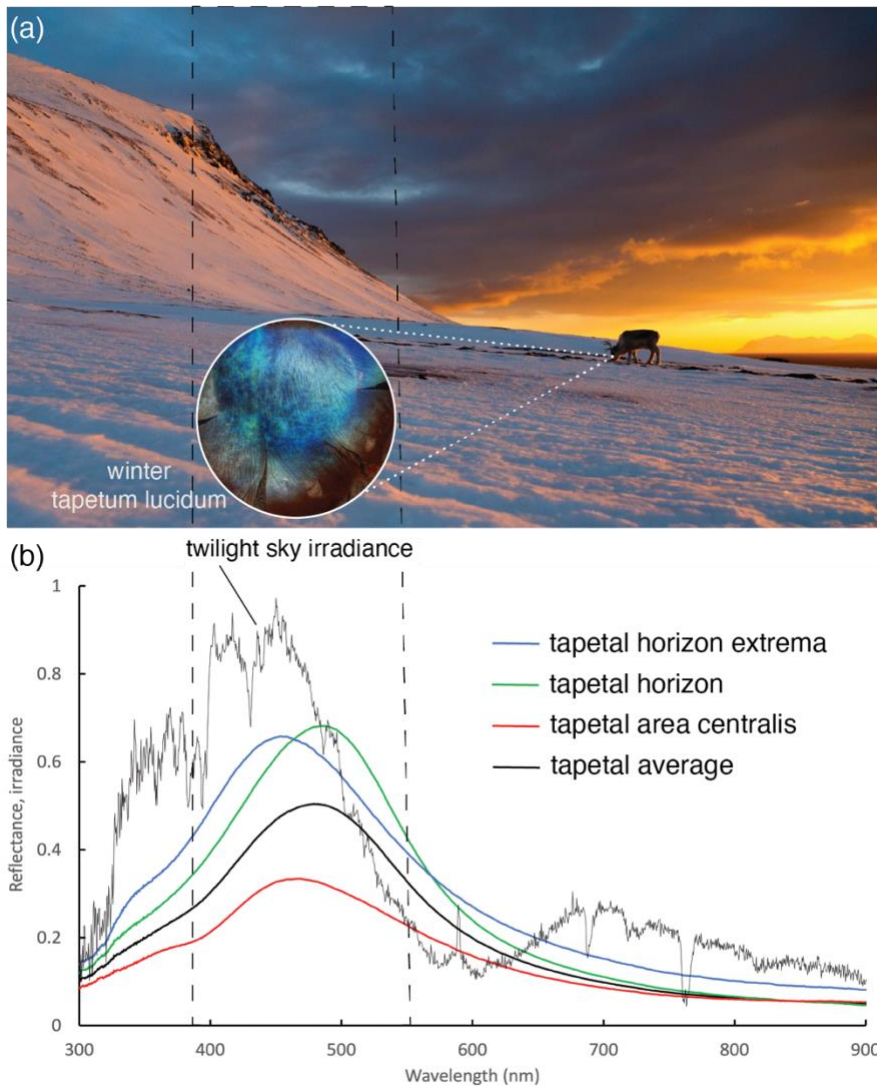 (a)
winter
tapetum lucidum
(b)
twilight sky irradiance
1
0.8
0.6
0.4
0.2
0
Reflectance, irradiance
tapetal horizon extrema
tapetal horizon
tapetal area centralis
tapetal average
300 400 500 600 700 800 900
Wavelength (nm)